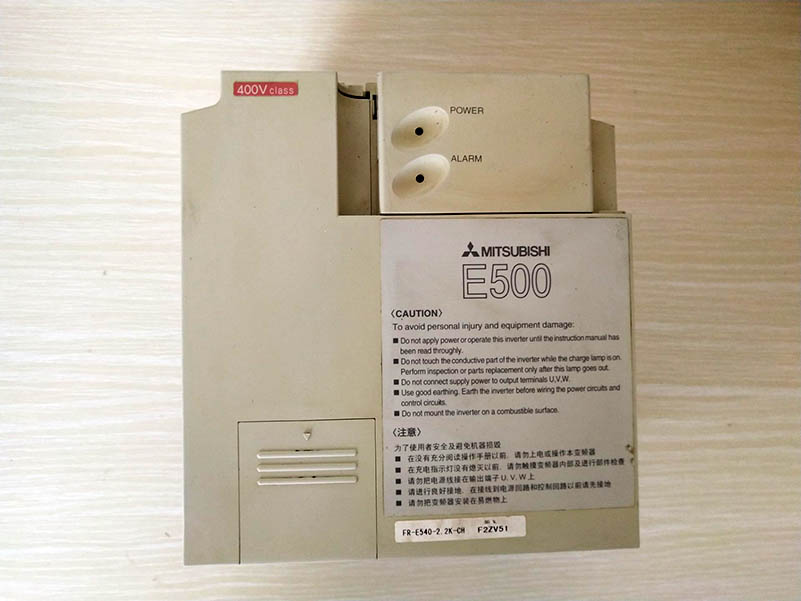 400V class
POWER
ALARM
MITSUBISHI
E500
〈CAUTION〉
To avoid personal injury and equipment damage:
■ Do not apply power or operate this inverter until the instruction manual has
been read throughly.
■ Do not touch the conductive part of the inverter while the charge lamp is on.
Perform inspection or parts replacement only after this lamp goes out.
■ Do not connect supply power to output terminals U,V,W.
■ Use good earthing. Earth the inverter before wiring the power circuits and
control circuits.
■ Do not mount the inverter on a combustible surface.
〈注意〉
为了使用者安全及避免机器损毁
■ 在没有充分阅读操作手册以前，请勿上电或操作本变频器
■ 在充电指示灯没有熄灭以前，请勿触摸变频器内部及进行部件检查
■ 请勿把电源线接在输出端子U.V.W上
■ 请进行良好接地．在接线到电源回路和控制回路以前请先接地
■ 请勿把变频器安装在易燃物上
FR-E540-2.2K-CH F2ZV51